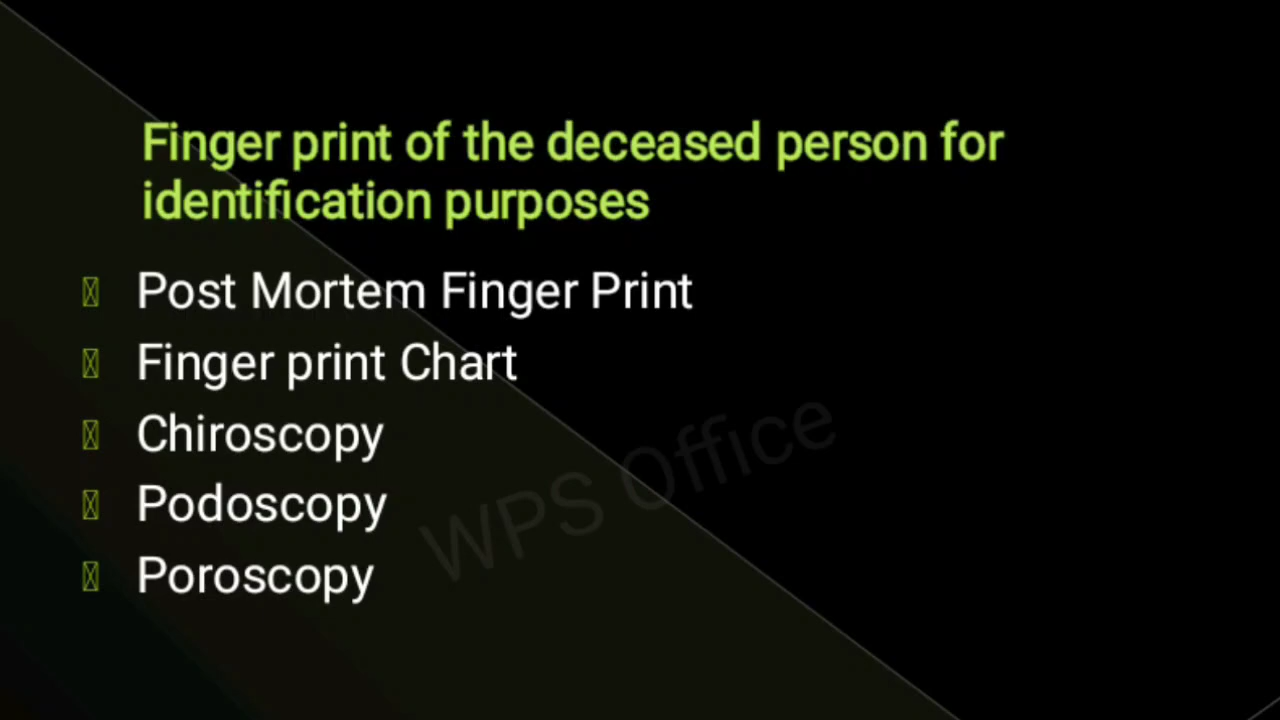 Finger print of the deceased person for
identification purposes
Post Mortem Finger Print
Finger print Chart
Chiroscopy
Podoscopy
Poroscopy
WPS Office